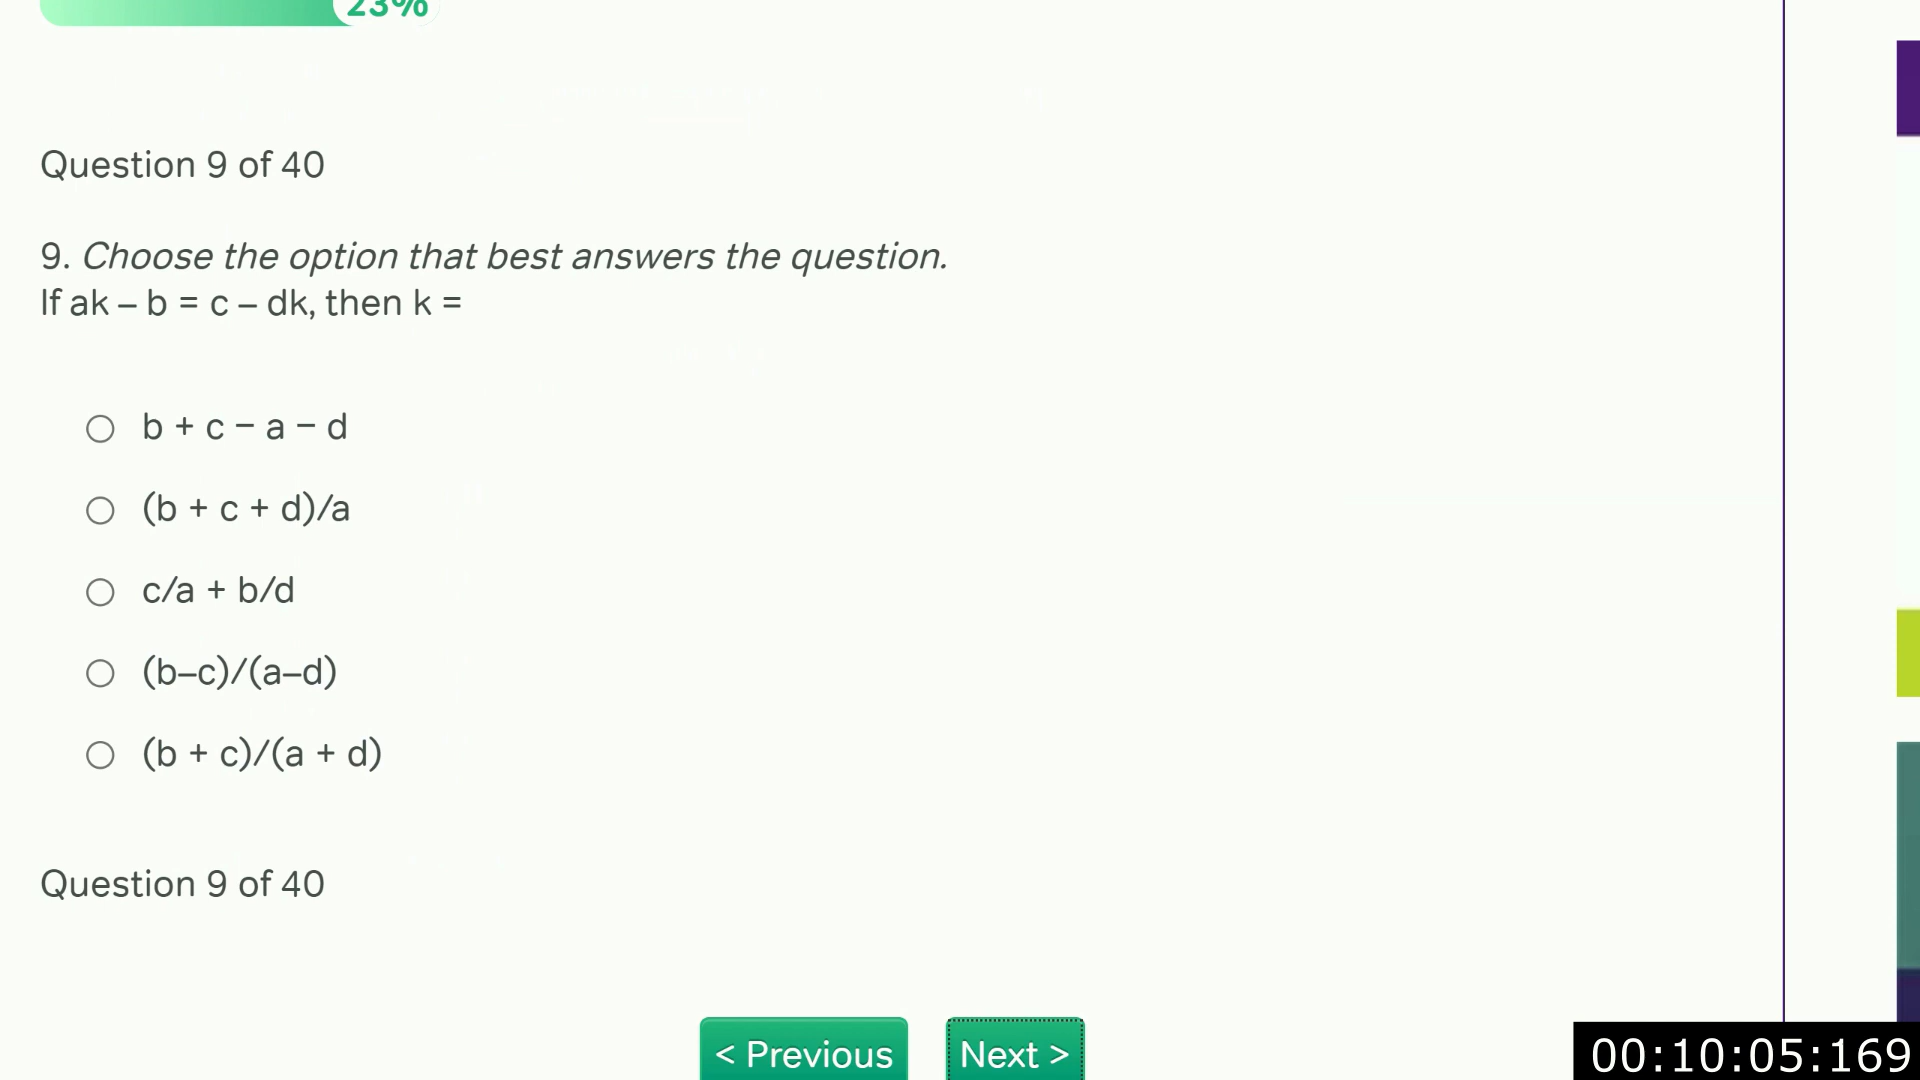 23%
Question 9 of 40
9. Choose the option that best answers the question.
If ak – b = c – dk, then k =
b + c − a − d
(b + c + d)/a
c/a + b/d
(b–c)/(a–d)
(b + c)/(a + d)
Question 9 of 40
< Previous
Next >
00:10:05:169